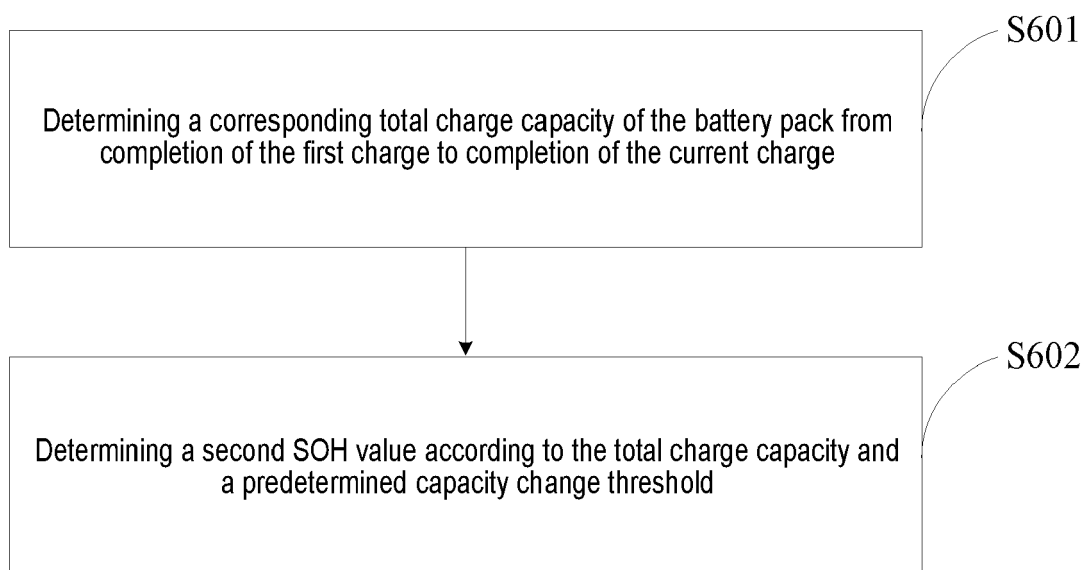 S601
Determining a corresponding total charge capacity of the battery pack from
completion of the first charge to completion of the current charge
S602
Determining a second SOH value according to the total charge capacity and
a predetermined capacity change threshold